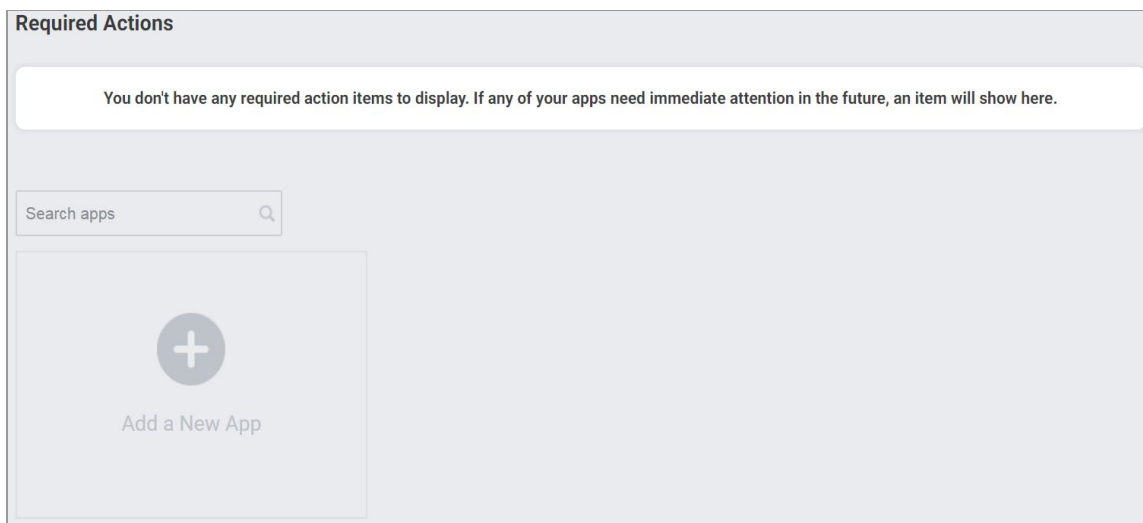 Required Actions
You don't have any required action items to display. If any of your apps need immediate attention in the future, an item will show here.
Search apps
Add a New App